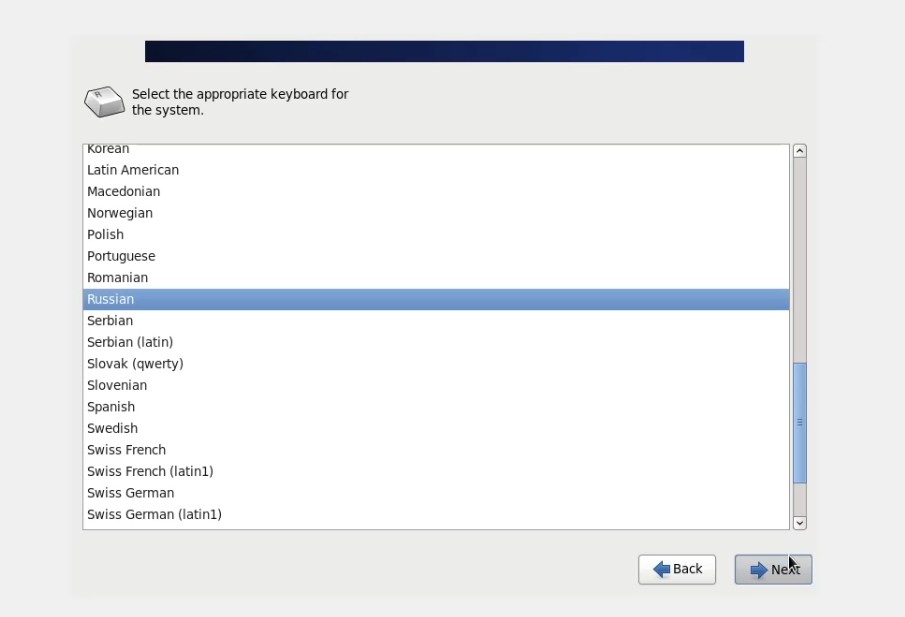 Select the appropriate keyboard for
the system.
Korean
Latin American
Macedonian
Norwegian
Polish
Portuguese
Romanian
Russian
Serbian
Serbian (latin)
Slovak (qwerty)
Slovenian
Spanish
Swedish
Swiss French
Swiss French (latin1)
Swiss German
Swiss German (latin1)
Back
Next